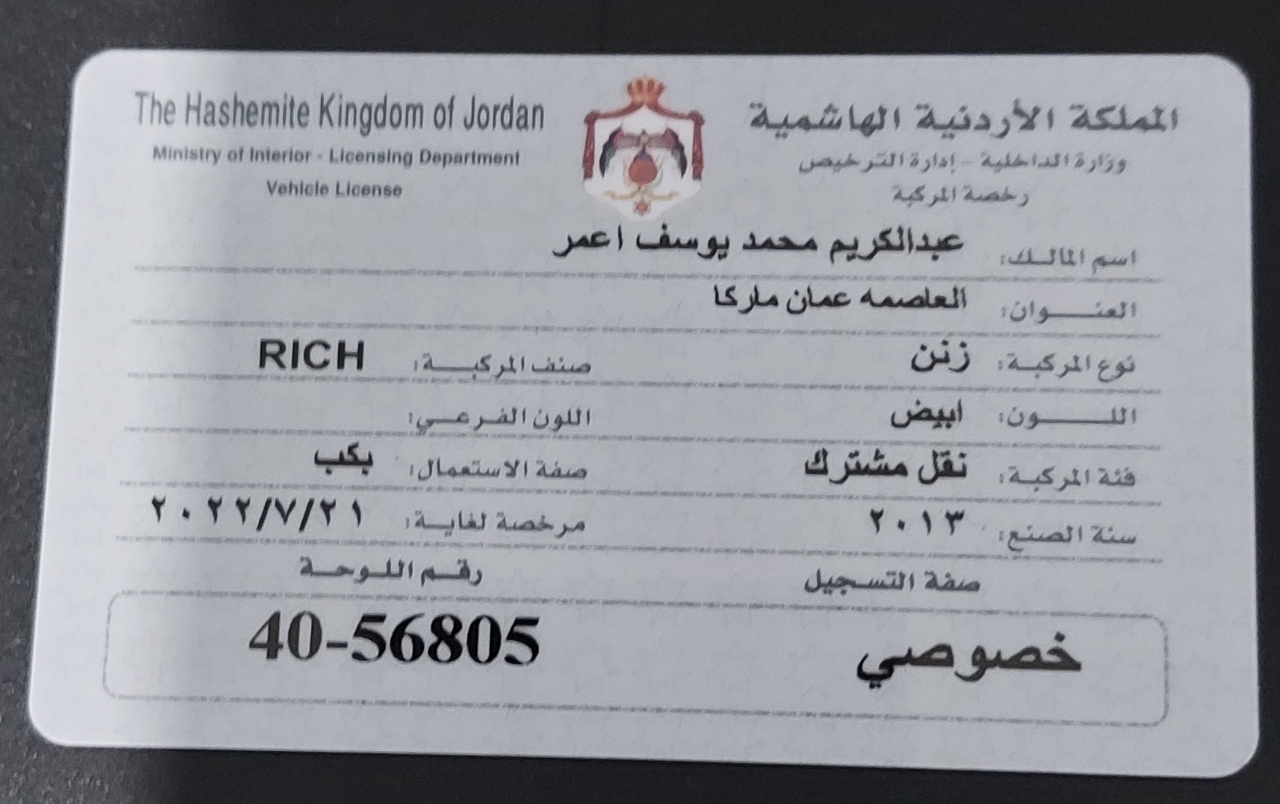 The Hashemite Kingdom of Jordan
Ministry of Interior - Licensing Department
Vehicle License
المملكة الأردنية الهاشمية
وزارة الداخلية - إدارة الترخيص
رخصة المركبة
اسم المالك: عبدالكريم محمد يوسف اعمر
العنوان: العاصمه عمان ماركا
نوع المركبة: زنن صنف المركبة: RICH
اللون: ابيض اللون الفرعي:
فئة المركبة: نقل مشترك صفة الاستعمال: بكب
سنة الصنع: ٢٠١٣ مرخصة لغاية: ٢٠٢٢/٧/٢١
صفة التسجيل رقم اللوحة
خصوصي 40-56805